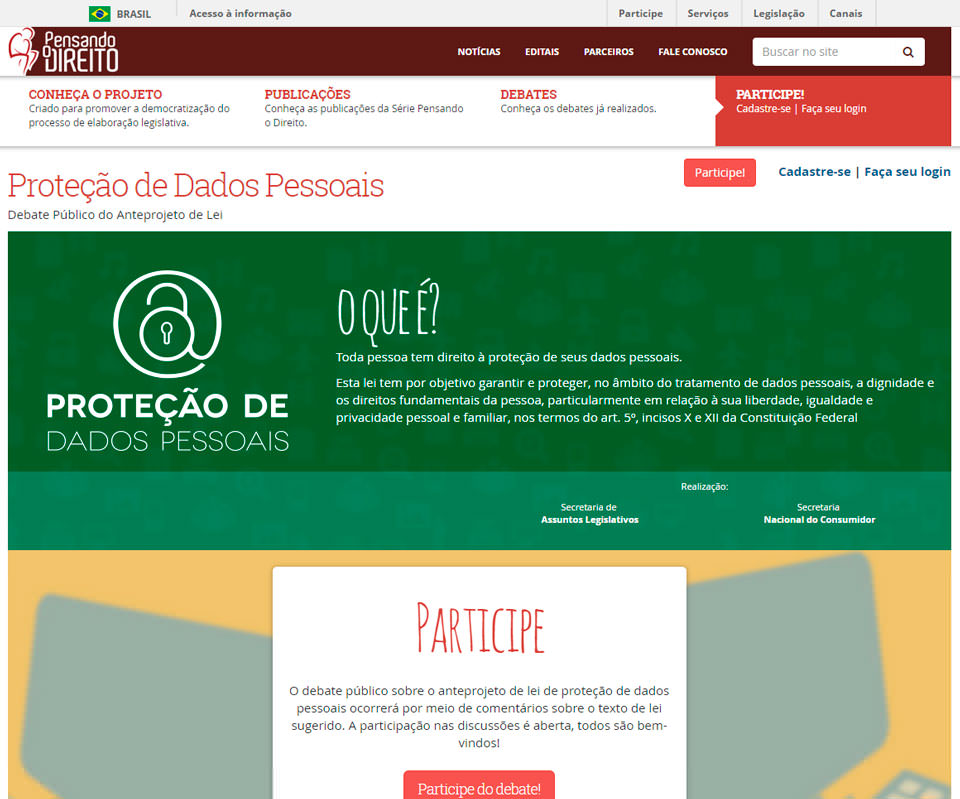 BRASIL
Acesso à informação
Participe
Serviços
Legislação
Canais
Pensando
O DIREITO
NOTÍCIAS
EDITAIS
PARCEIROS
FALE CONOSCO
Buscar no site
CONHEÇA O PROJETO
Criado para promover a democratização do
processo de elaboração legislativa.
PUBLICAÇÕES
Conheça as publicações da Série Pensando
o Direito.
DEBATES
Conheça os debates já realizados.
PARTICIPE!
Cadastre-se | Faça seu login
Proteção de Dados Pessoais
Participe!
Cadastre-se | Faça seu login
Debate Público do Anteprojeto de Lei
PROTEÇÃO DE
DADOS PESSOAIS
O QUE É?
Toda pessoa tem direito à proteção de seus dados pessoais.
Esta lei tem por objetivo garantir e proteger, no âmbito do tratamento de dados pessoais, a dignidade e
os direitos fundamentais da pessoa, particularmente em relação à sua liberdade, igualdade e
privacidade pessoal e familiar, nos termos do art. 5º, incisos X e XII da Constituição Federal
Realização:
Secretaria de
Assuntos Legislativos
Secretaria
Nacional do Consumidor
PARTICIPE
O debate público sobre o anteprojeto de lei de proteção de dados
pessoais ocorrerá por meio de comentários sobre o texto de lei
sugerido. A participação nas discussões é aberta, todos são bem-
vindos!
Participe do debate!